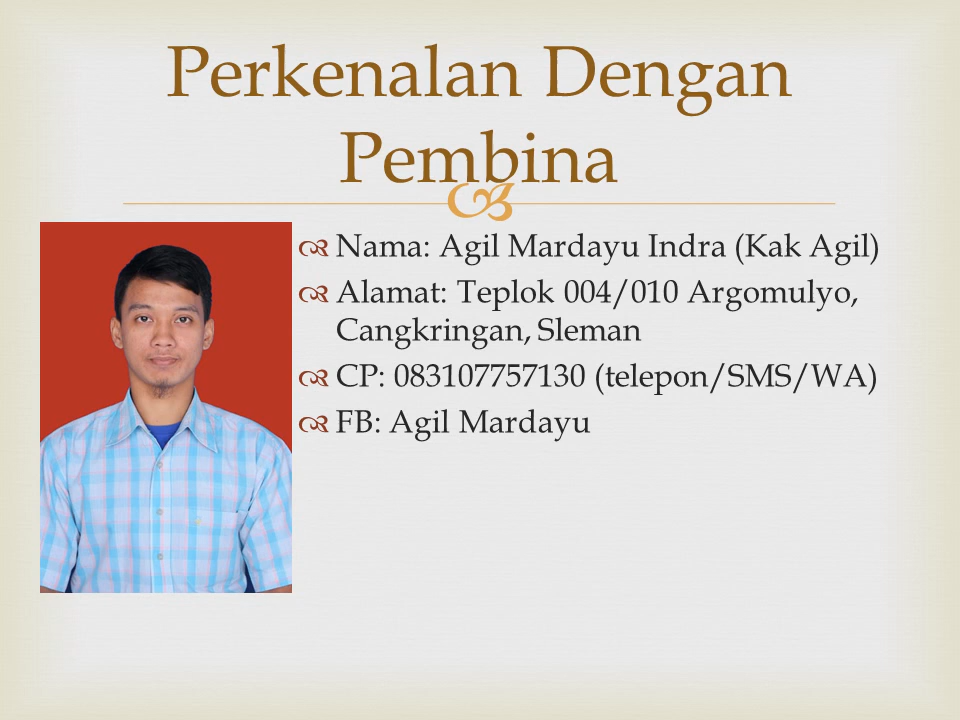 Perkenalan Dengan
Pembina
Nama: Agil Mardayu Indra (Kak Agil)
Alamat: Teplok 004/010 Argomulyo,
Cangkringan, Sleman
CP: 083107757130 (telepon/SMS/WA)
FB: Agil Mardayu